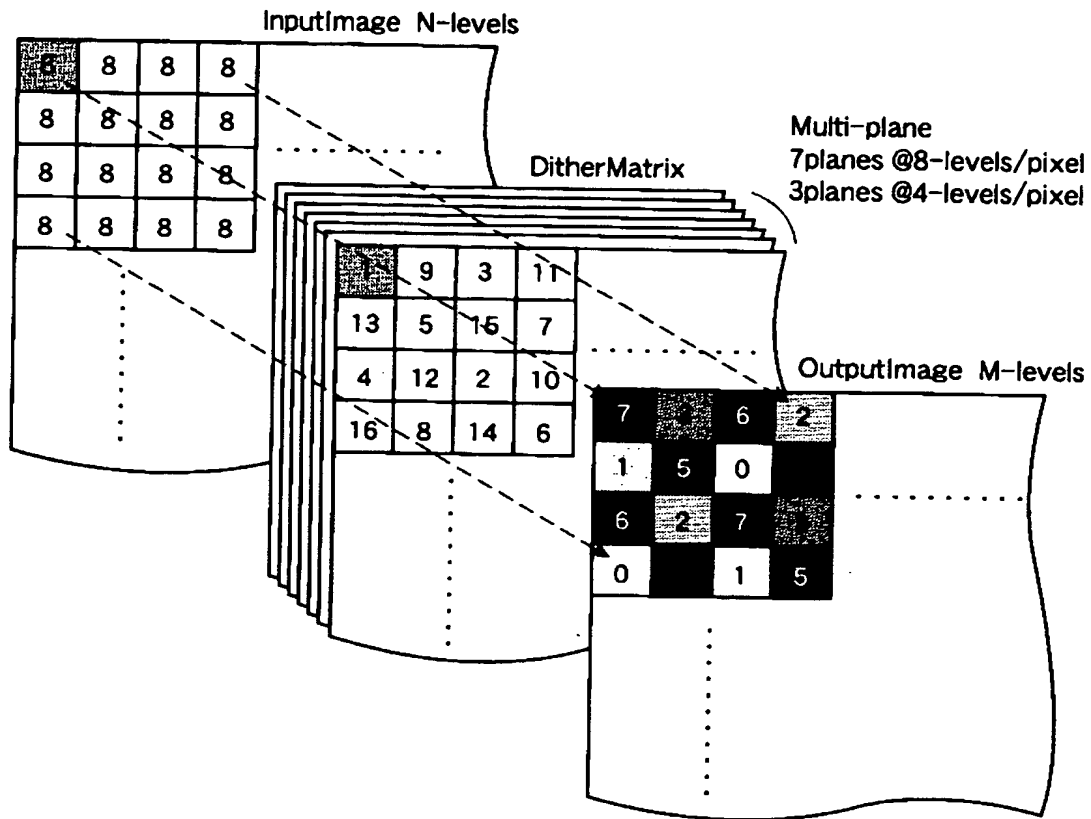 InputImage N-levels
8 8 8 8
8 8 8 8
8 8 8 8
8 8 8 8
Multi-plane
7planes @8-levels/pixel
3planes @4-levels/pixel
DitherMatrix
1 9 3 11
13 5 15 7
4 12 2 10
16 8 14 6
OutputImage M-levels
7 6 2
1 5 0
6 2 7
0 1 5